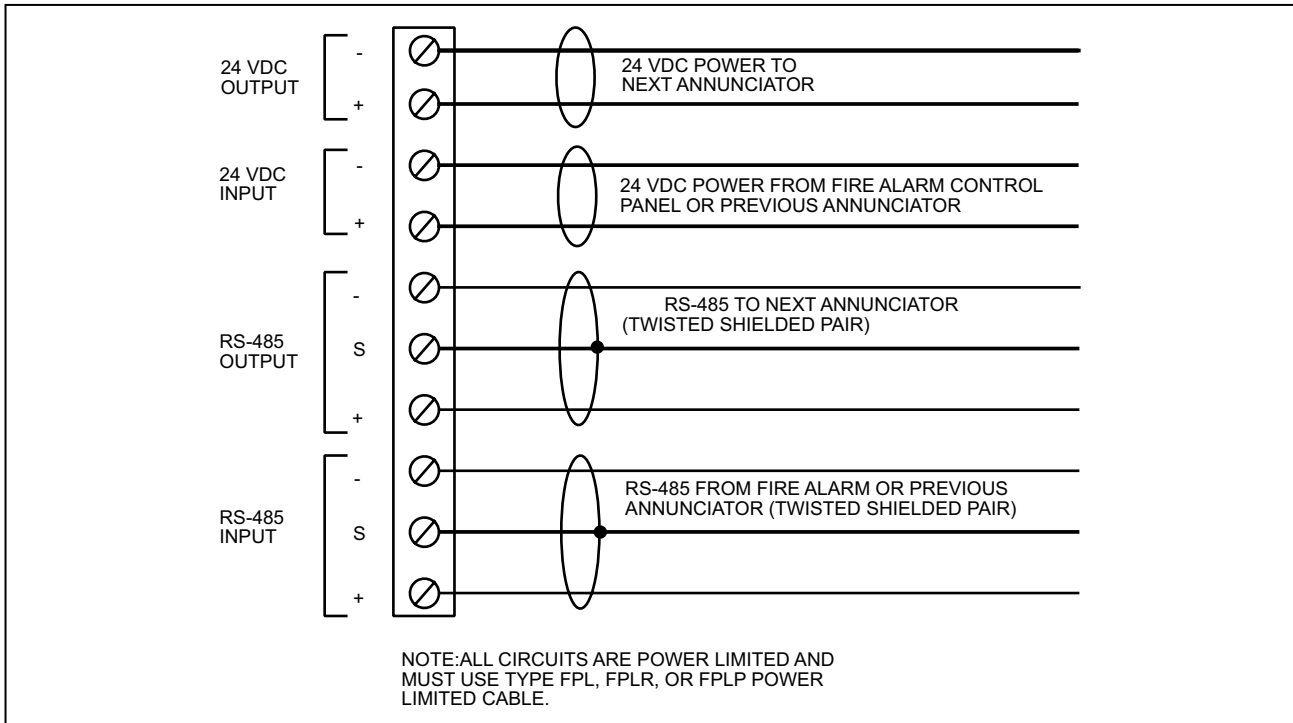 24 VDC
OUTPUT
-
+
24 VDC POWER TO
NEXT ANNUNCIATOR
24 VDC
INPUT
-
+
24 VDC POWER FROM FIRE ALARM CONTROL
PANEL OR PREVIOUS ANNUNCIATOR
RS-485
OUTPUT
-
S
+
RS-485 TO NEXT ANNUNCIATOR
(TWISTED SHIELDED PAIR)
RS-485
INPUT
-
S
+
RS-485 FROM FIRE ALARM OR PREVIOUS
ANNUNCIATOR (TWISTED SHIELDED PAIR)
NOTE:ALL CIRCUITS ARE POWER LIMITED AND
MUST USE TYPE FPL, FPLR, OR FPLP POWER
LIMITED CABLE.